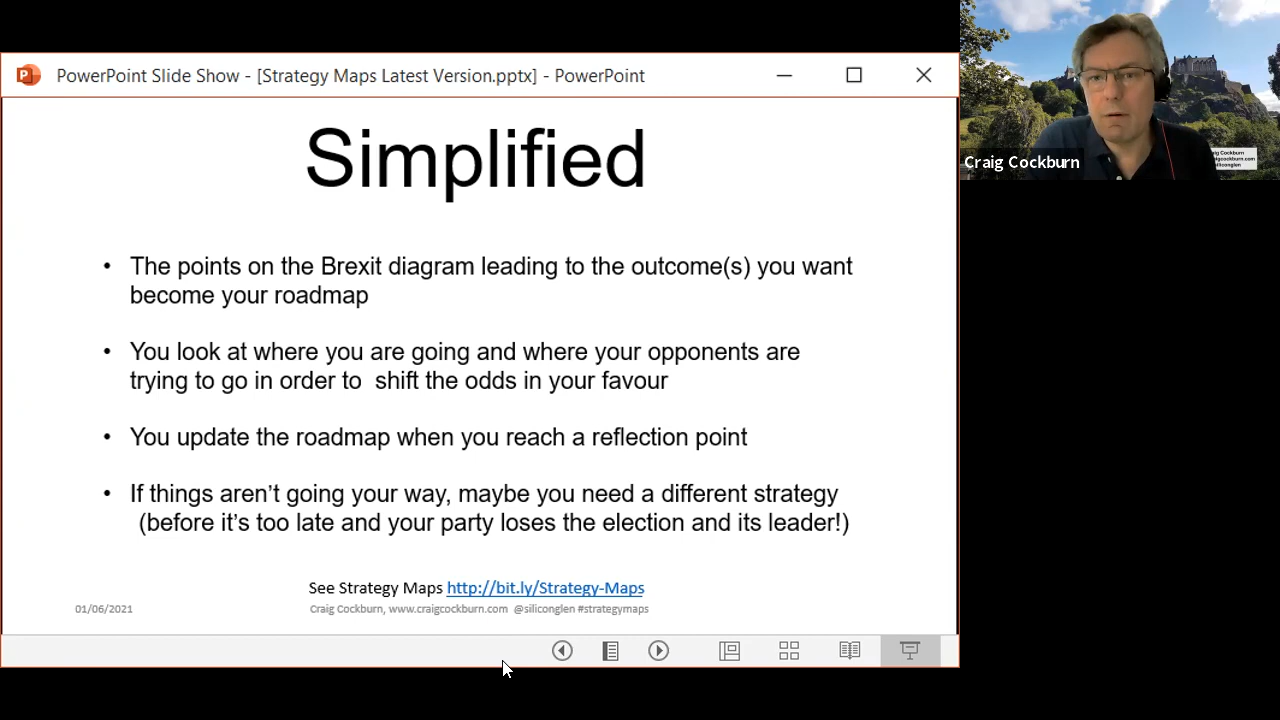 PowerPoint Slide Show - [Strategy Maps Latest Version.pptx] - PowerPoint
Simplified
• The points on the Brexit diagram leading to the outcome(s) you want
become your roadmap
• You look at where you are going and where your opponents are
trying to go in order to  shift the odds in your favour
• You update the roadmap when you reach a reflection point
• If things aren’t going your way, maybe you need a different strategy
(before it’s too late and your party loses the election and its leader!)
See Strategy Maps http://bit.ly/Strategy-Maps
01/06/2021
Craig Cockburn, www.craigcockburn.com  @siliconglen #strategymaps
Craig Cockburn
Cockburn